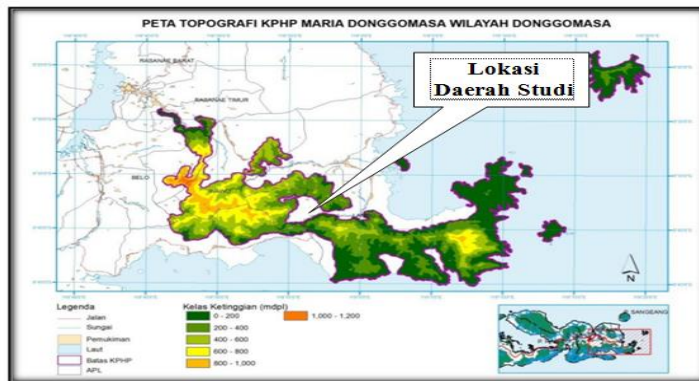 PETA TOPOGRAFI KPHP MARIA DONGGOMASA WILAYAH DONGGOMASA
RASANAE BARAT
RASANAE TIMUR
Lokasi
Daerah Studi
BELO
N
Legenda
Jalan
Sungai
Pemukiman
Laut
Batas KPHP
APL
Kelas Ketinggian (mdpl)
0 - 200
200 - 400
400 - 600
600 - 800
800 - 1,000
1,000 - 1,200
P. SANGEANG